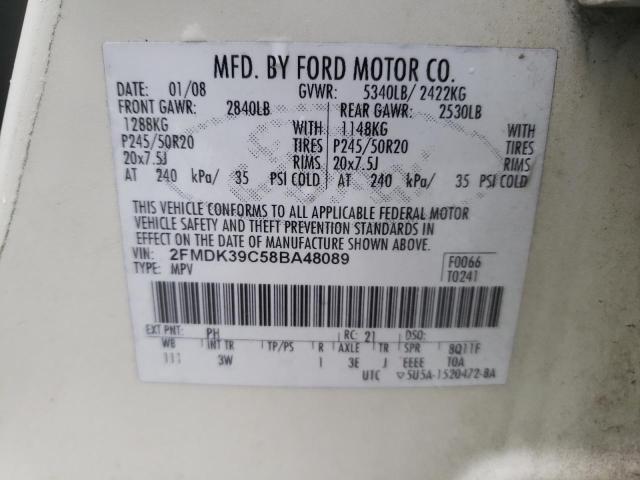 MFD. BY FORD MOTOR CO.
DATE: 01/08 GVWR: 5340LB/ 2422KG
FRONT GAWR: 2840LB REAR GAWR: 2530LB
1288KG WITH 1148KG WITH
P245/50R20 TIRES P245/50R20 TIRES
20x7.5J RIMS 20x7.5J RIMS
AT 240 kPa/ 35 PSI COLD AT 240 kPa/ 35 PSI COLD
THIS VEHICLE CONFORMS TO ALL APPLICABLE FEDERAL MOTOR
VEHICLE SAFETY AND THEFT PREVENTION STANDARDS IN
EFFECT ON THE DATE OF MANUFACTURE SHOWN ABOVE.
VIN: 2FMDK39C58BA48089 F0066
TYPE: MPV T0241
EXT PNT: PH RC: 21 DSO:
WB INT TR TP/PS R AXLE TR SPR 8Q11F
111 3W I 3E J EEEE T0A
UTC ▽5U5A-1520472-BA